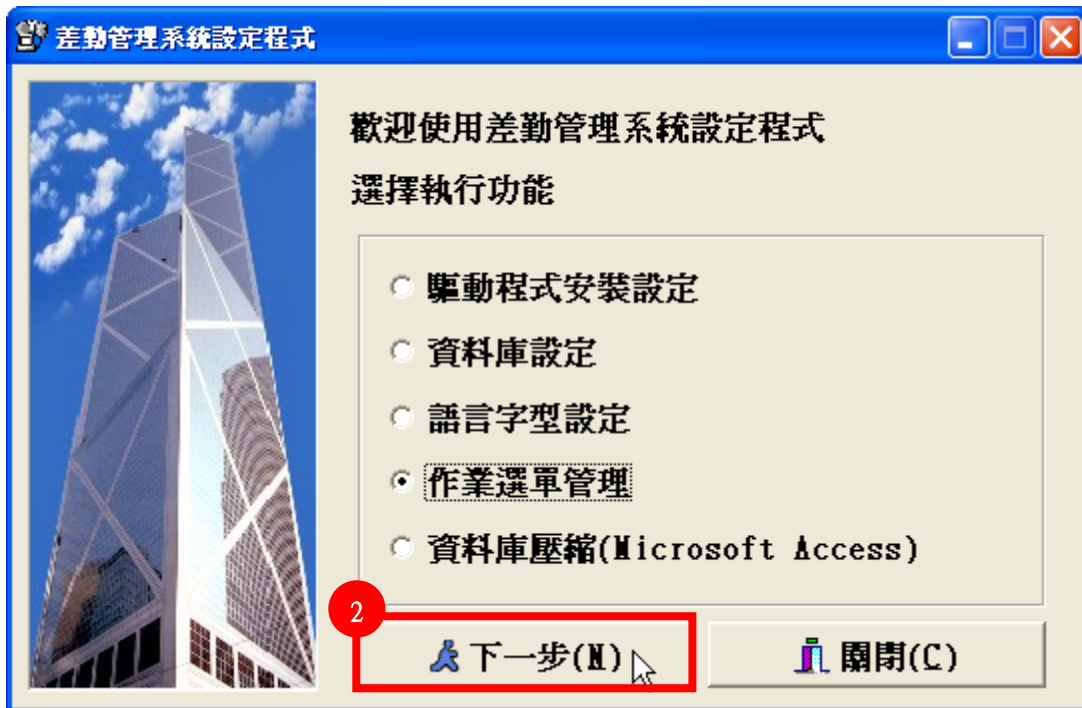 差勤管理系統設定程式
歡迎使用差勤管理系統設定程式
選擇執行功能
驅動程式安裝設定
資料庫設定
語言字型設定
作業選單管理
資料庫壓縮(Microsoft Access)
2
下一步(N)
關閉(C)